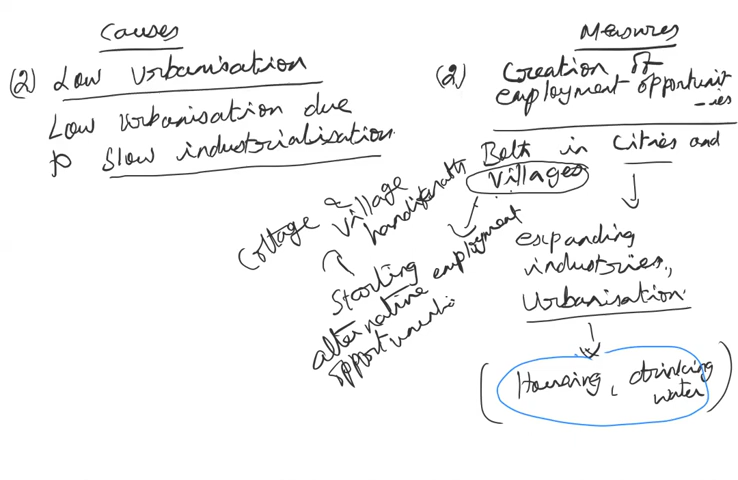 Causes
(2) Low Urbanisation
Low Urbanisation due
to Slow industrialisation.
Measures
(2) Creation of
employment opportunit
-ies
Both in Cities and
Villages
expanding
industries,
Urbanisation.
(Housing, drinking
water)
Starting
alternative employment
opportunities
Cottage & village
handicrafts